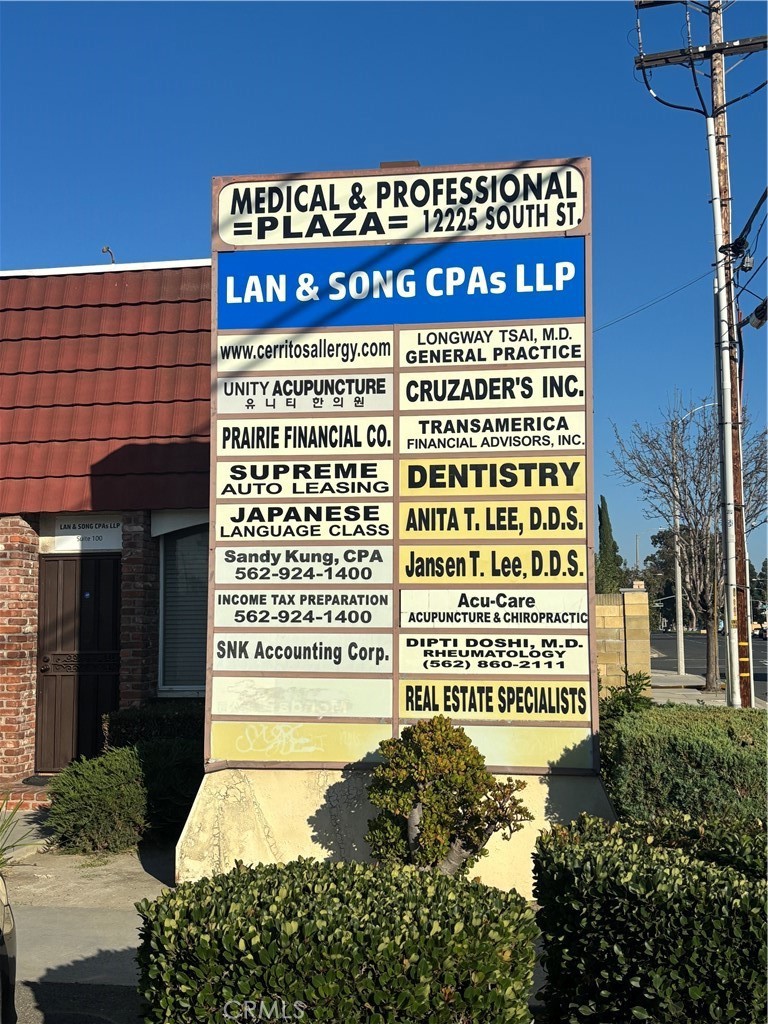 MEDICAL & PROFESSIONAL
=PLAZA= 12225 SOUTH ST.
LAN & SONG CPAs LLP
www.cerritosallergy.com
UNITY ACUPUNCTURE
유니티 한의원
PRAIRIE FINANCIAL CO.
SUPREME
AUTO LEASING
JAPANESE
LANGUAGE CLASS
Sandy Kung, CPA
562-924-1400
INCOME TAX PREPARATION
562-924-1400
SNK Accounting Corp.
LONGWAY TSAI, M.D.
GENERAL PRACTICE
CRUZADER'S INC.
TRANSAMERICA
FINANCIAL ADVISORS, INC.
DENTISTRY
ANITA T. LEE, D.D.S.
Jansen T. Lee, D.D.S.
Acu-Care
ACUPUNCTURE & CHIROPRACTIC
DIPTI DOSHI, M.D.
RHEUMATOLOGY
(562) 860-2111
REAL ESTATE SPECIALISTS
LAN & SONG CPAs LLP
Suite 100
CRMLS